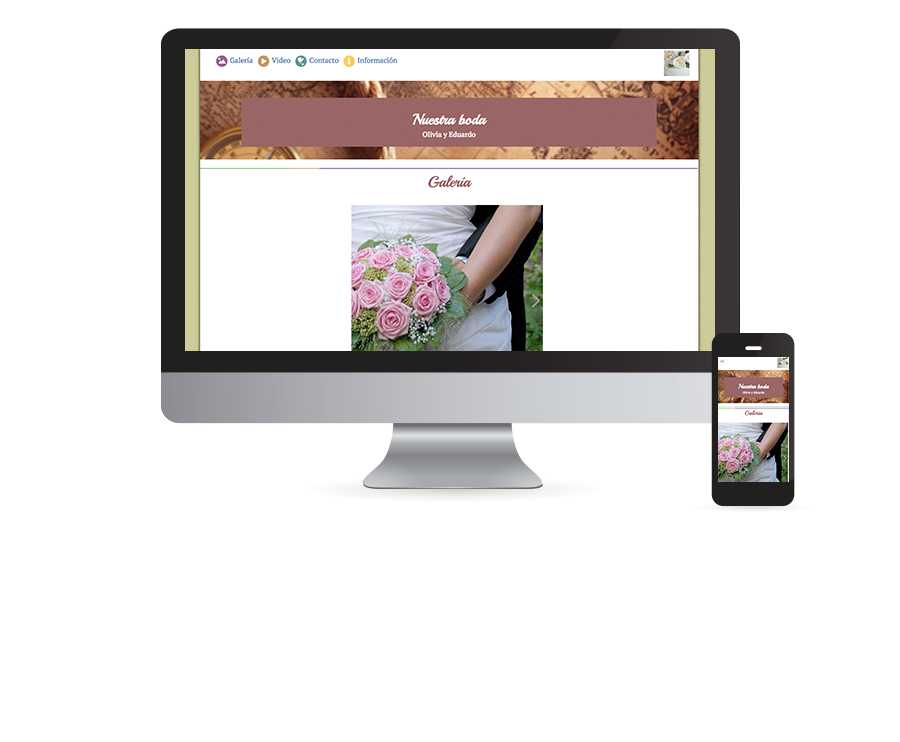 Galería Video Contacto Información
Nuestra boda
Olivia y Eduardo
Galería
Nuestra boda
Olivia y Eduardo
Galería